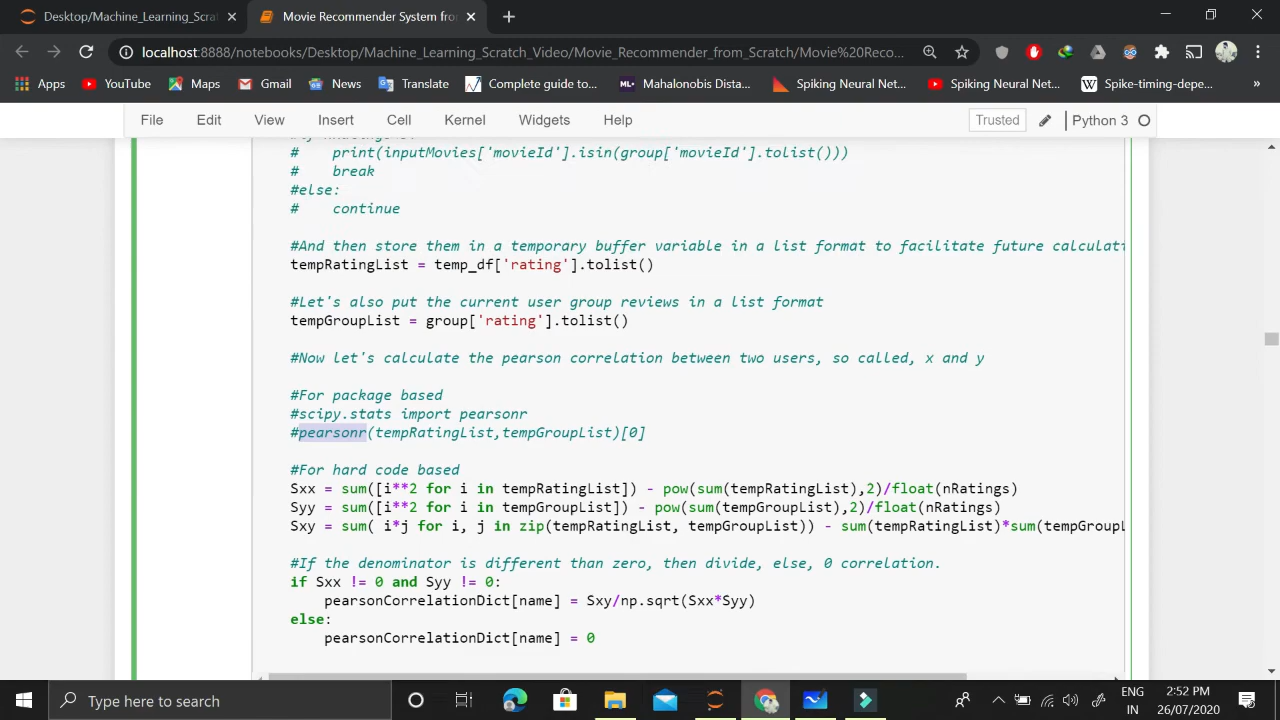 Desktop/Machine_Learning_Scrat
Movie Recommender System from
localhost:8888/notebooks/Desktop/Machine_Learning_Scratch_Video/Movie_Recommender_from_Scratch/Movie%20Reco...
Apps YouTube Maps Gmail News Translate Complete guide to... ML+ Mahalonobis Dista... Spiking Neural Net... Spiking Neural Net... W Spike-timing-depe... »
File Edit View Insert Cell Kernel Widgets Help Trusted Python 3
# print(inputMovies['movieId'].isin(group['movieId'].tolist()))
# break
#else:
# continue
#And then store them in a temporary buffer variable in a list format to facilitate future calculati
tempRatingList = temp_df['rating'].tolist()
#Let's also put the current user group reviews in a list format
tempGroupList = group['rating'].tolist()
#Now let's calculate the pearson correlation between two users, so called, x and y
#For package based
#scipy.stats import pearsonr
#pearsonr(tempRatingList,tempGroupList)[0]
#For hard code based
Sxx = sum([i**2 for i in tempRatingList]) - pow(sum(tempRatingList),2)/float(nRatings)
Syy = sum([i**2 for i in tempGroupList]) - pow(sum(tempGroupList),2)/float(nRatings)
Sxy = sum( i*j for i, j in zip(tempRatingList, tempGroupList)) - sum(tempRatingList)*sum(tempGroupL
#If the denominator is different than zero, then divide, else, 0 correlation.
if Sxx != 0 and Syy != 0:
pearsonCorrelationDict[name] = Sxy/np.sqrt(Sxx*Syy)
else:
pearsonCorrelationDict[name] = 0
Type here to search
ENG
IN
2:52 PM
26/07/2020